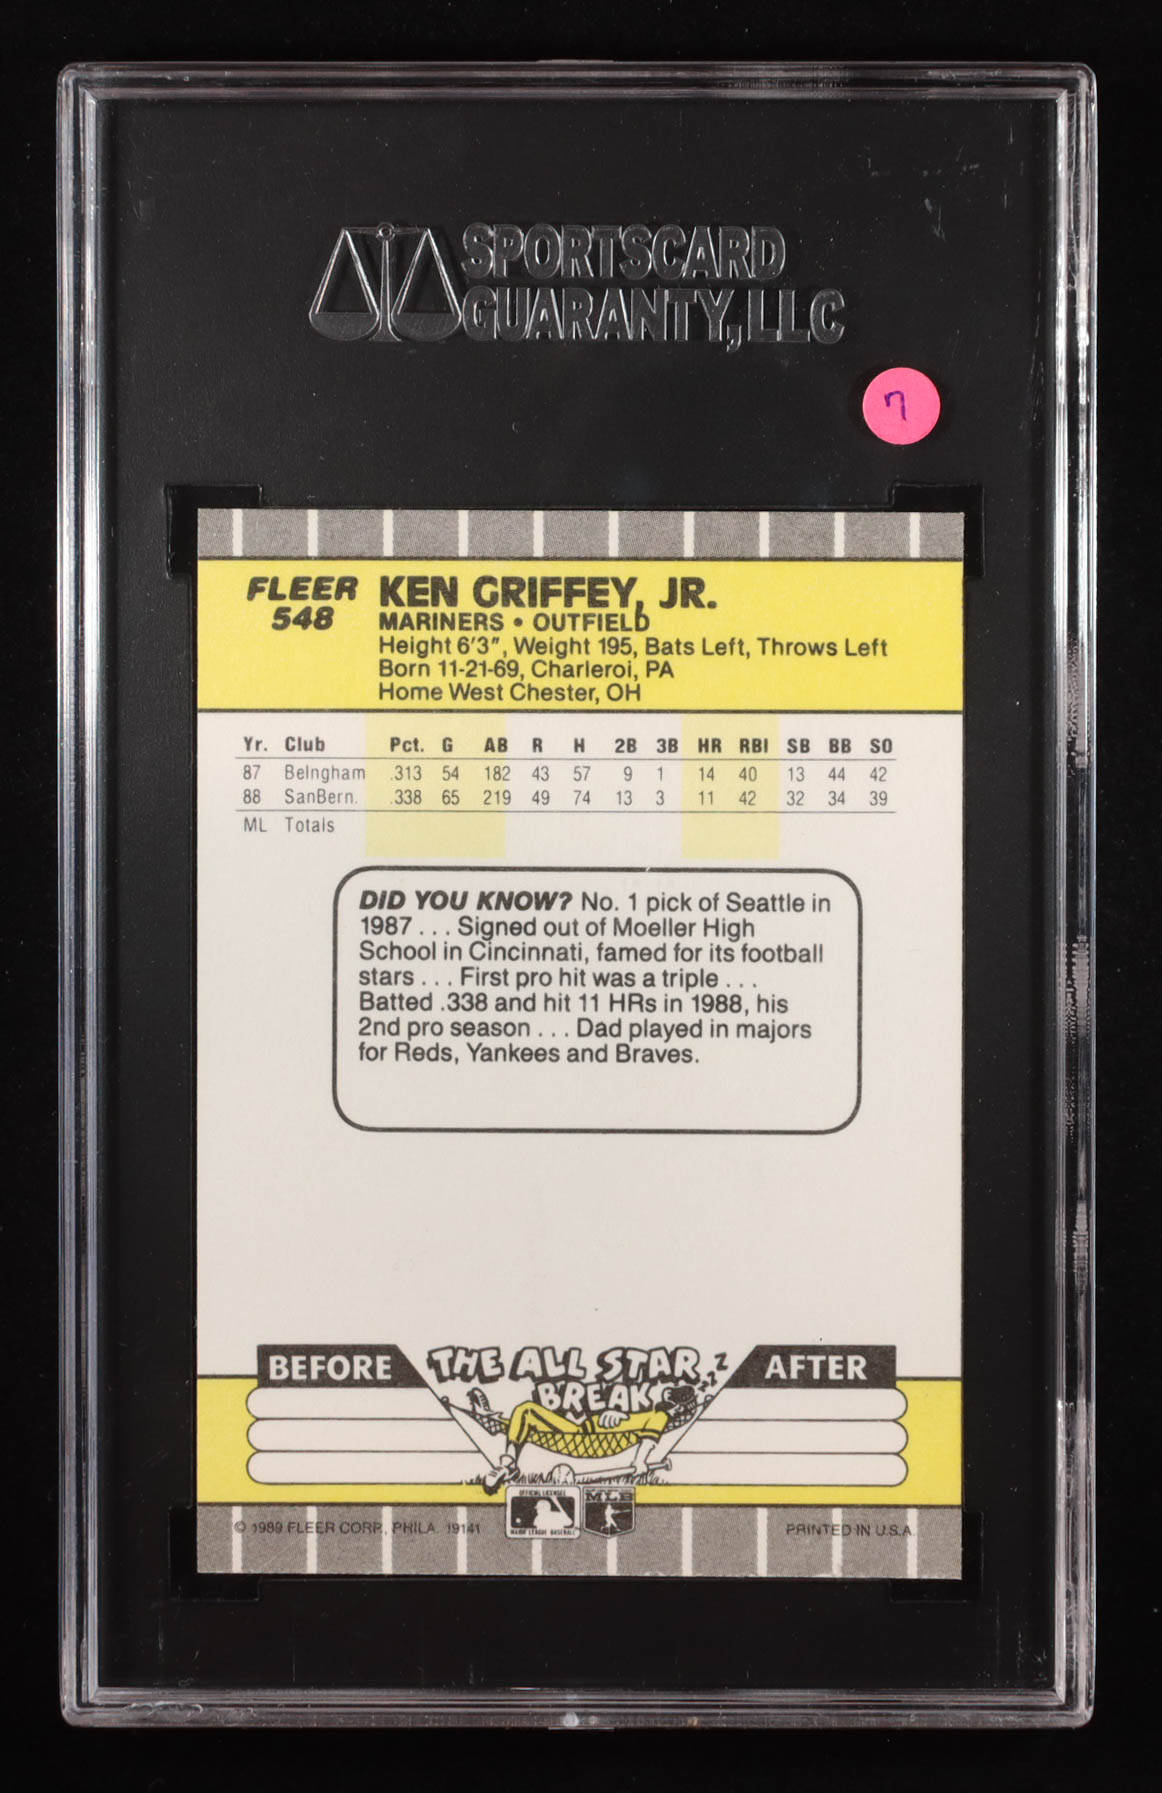 SPORTSCARD
GUARANTY, LLC
7
FLEER
548
KEN GRIFFEY, JR.
MARINERS • OUTFIELD
Height 6'3", Weight 195, Bats Left, Throws Left
Born 11-21-69, Charleroi, PA
Home West Chester, OH
Yr. Club Pct. G AB R H 2B 3B HR RBI SB BB SO
87 Belngham .313 54 182 43 57 9 1 14 40 13 44 42
88 SanBern. .338 65 219 49 74 13 3 11 42 32 34 39
ML Totals
DID YOU KNOW? No. 1 pick of Seattle in
1987 . . . Signed out of Moeller High
School in Cincinnati, famed for its football
stars . . . First pro hit was a triple . . .
Batted .338 and hit 11 HRs in 1988, his
2nd pro season . . . Dad played in majors
for Reds, Yankees and Braves.
BEFORE THE ALL STAR ZZZ AFTER
BREAK
OFFICIAL LICENSEE
MAJOR LEAGUE BASEBALL
MLB
© 1989 FLEER CORP., PHILA. 19141
PRINTED IN U.S.A.